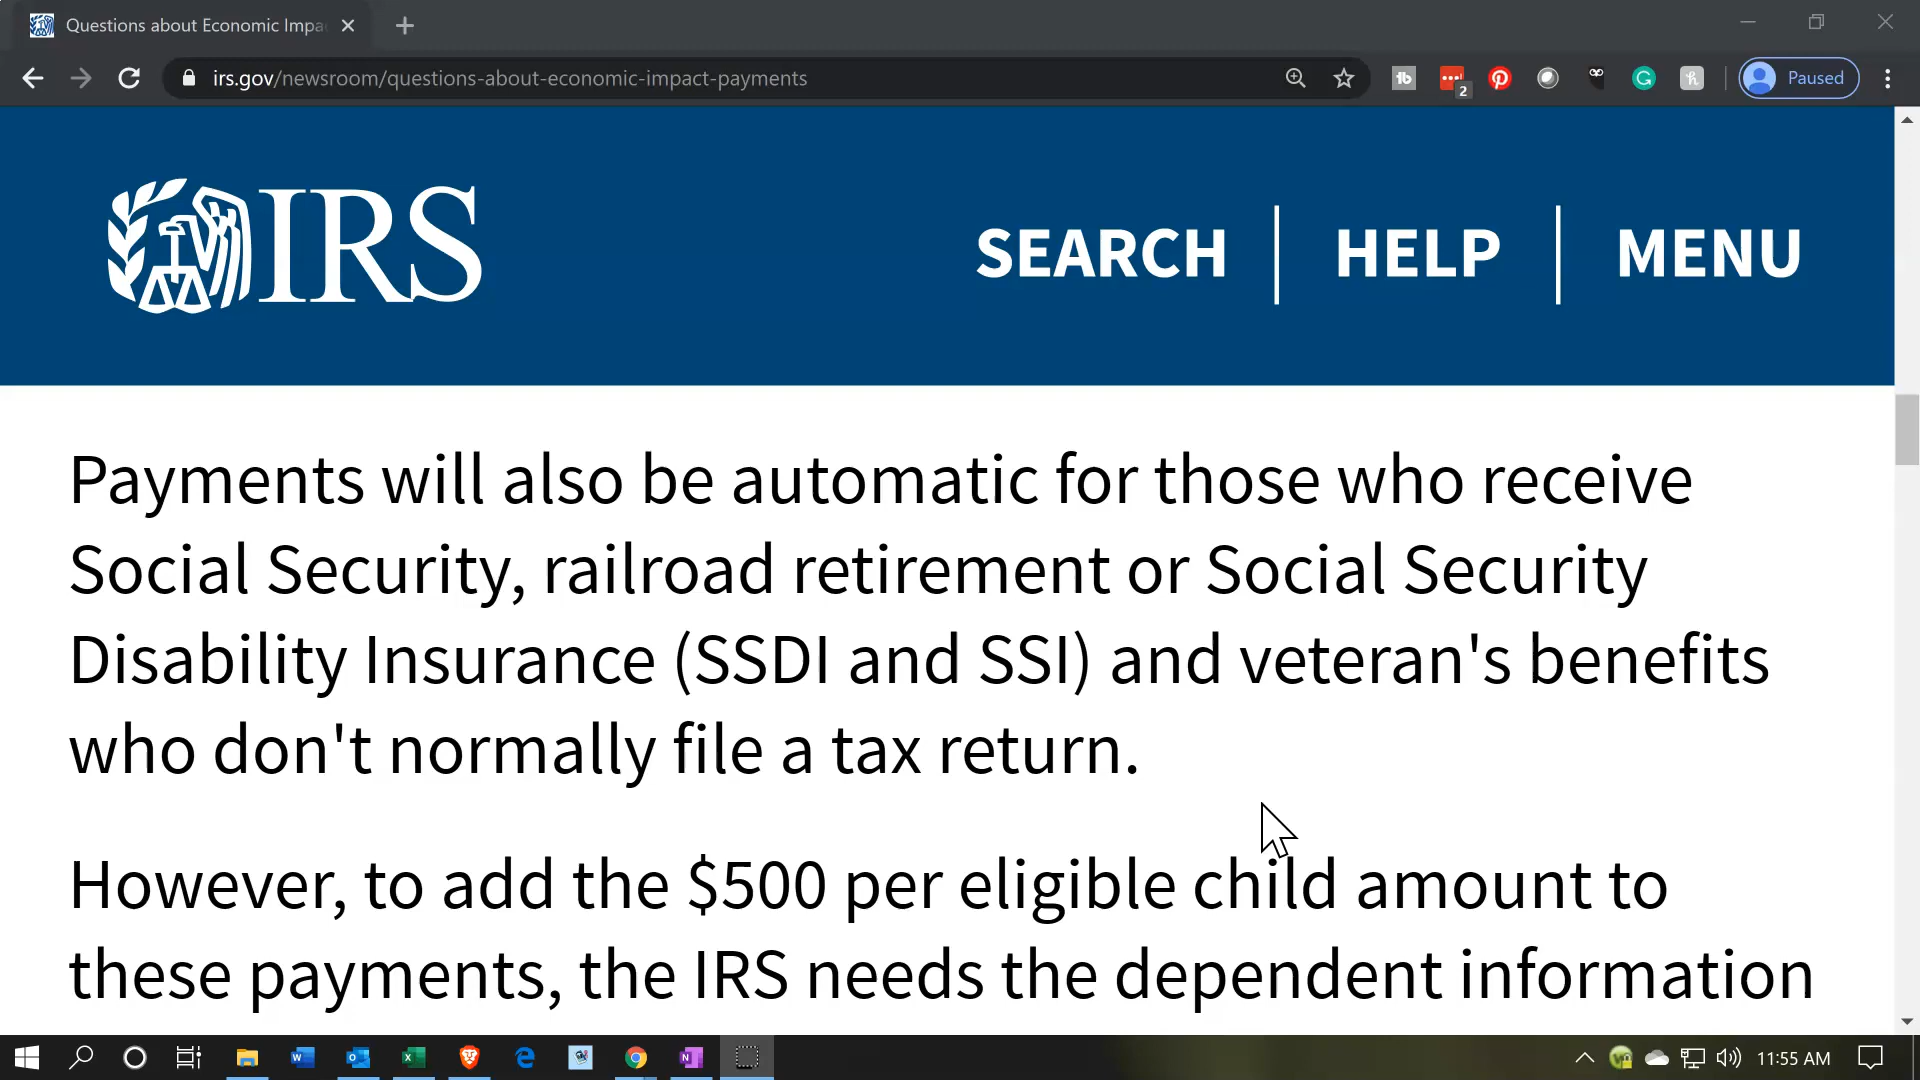 Questions about Economic Impa
irs.gov/newsroom/questions-about-economic-impact-payments
2
Paused
IRS
SEARCH | HELP | MENU
Payments will also be automatic for those who receive
Social Security, railroad retirement or Social Security
Disability Insurance (SSDI and SSI) and veteran's benefits
who don't normally file a tax return.
However, to add the $500 per eligible child amount to
these payments, the IRS needs the dependent information
11:55 AM